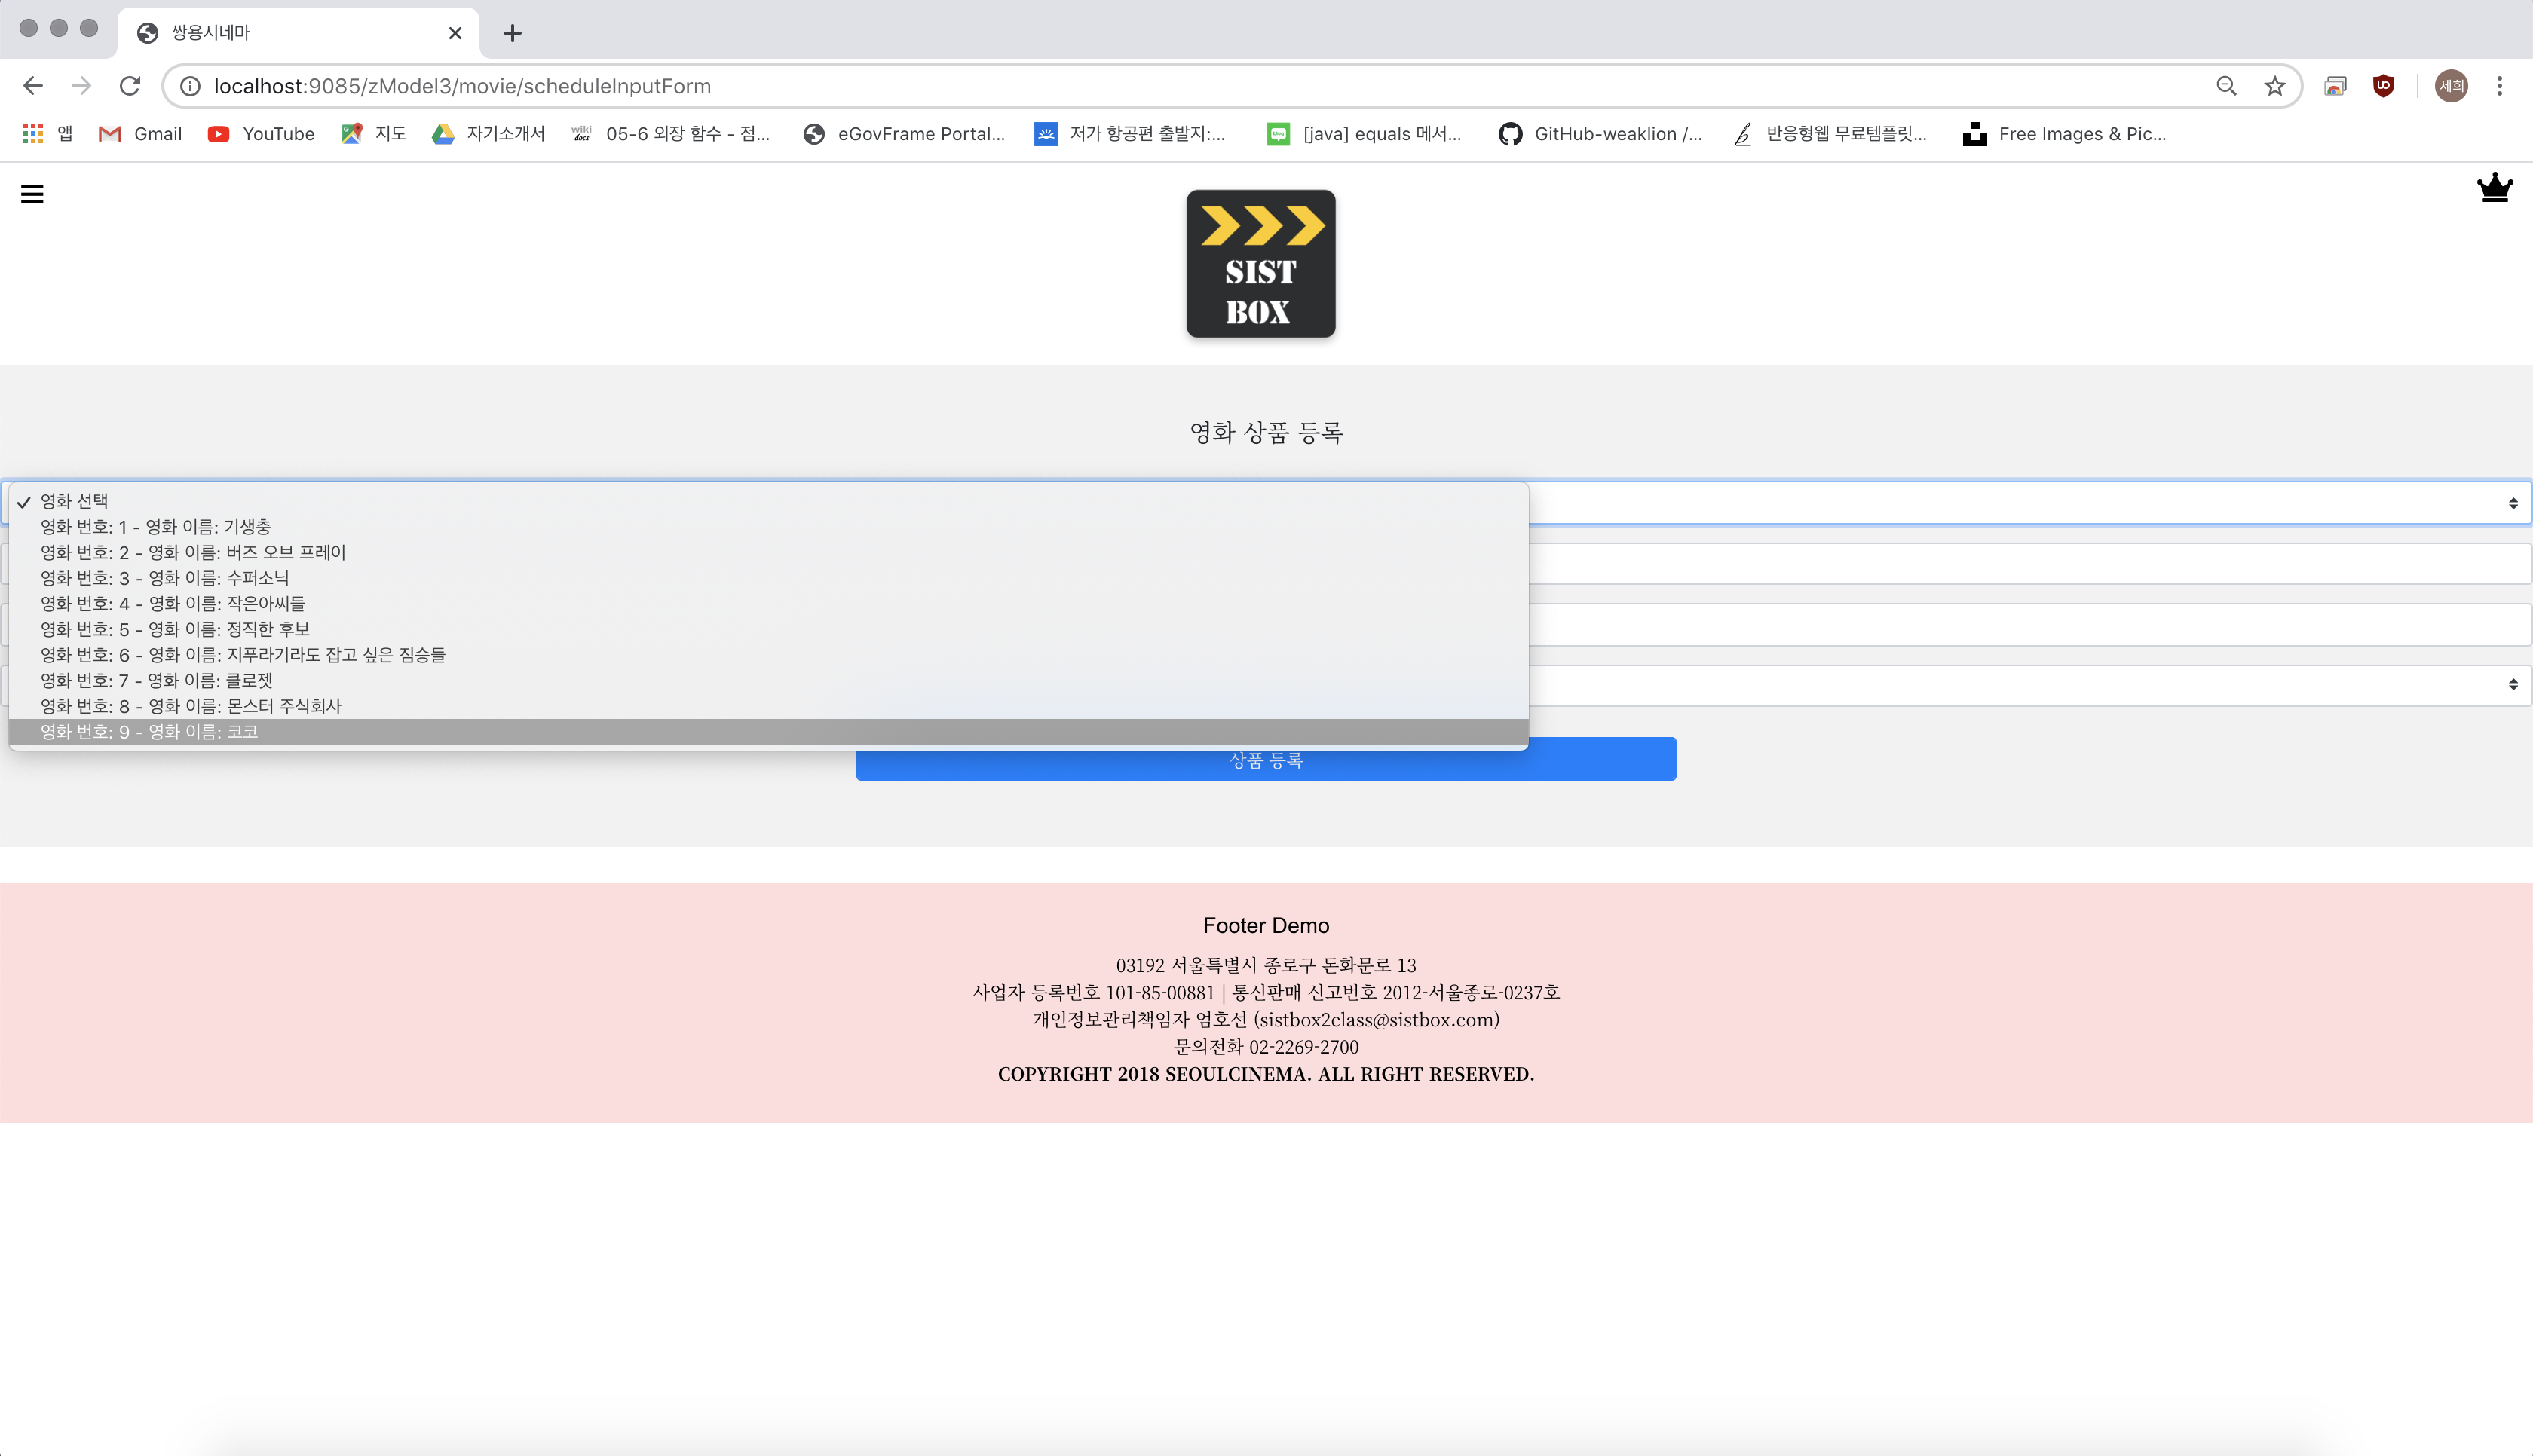 쌍용시네마
localhost:9085/zModel3/movie/scheduleInputForm
세희
앱 Gmail YouTube 지도 자기소개서 wiki docs 05-6 외장 함수 - 점... eGovFrame Portal... 저가 항공편 출발지:... blog [java] equals 메서... GitHub-weaklion /... 반응형웹 무료템플릿... Free Images & Pic...
SIST
BOX
영화 상품 등록
영화 선택
영화 번호: 1 - 영화 이름: 기생충
영화 번호: 2 - 영화 이름: 버즈 오브 프레이
영화 번호: 3 - 영화 이름: 수퍼소닉
영화 번호: 4 - 영화 이름: 작은아씨들
영화 번호: 5 - 영화 이름: 정직한 후보
영화 번호: 6 - 영화 이름: 지푸라기라도 잡고 싶은 짐승들
영화 번호: 7 - 영화 이름: 클로젯
영화 번호: 8 - 영화 이름: 몬스터 주식회사
영화 번호: 9 - 영화 이름: 코코
상품 등록
Footer Demo
03192 서울특별시 종로구 돈화문로 13
사업자 등록번호 101-85-00881 | 통신판매 신고번호 2012-서울종로-0237호
개인정보관리책임자 엄호선 (sistbox2class@sistbox.com)
문의전화 02-2269-2700
COPYRIGHT 2018 SEOULCINEMA. ALL RIGHT RESERVED.